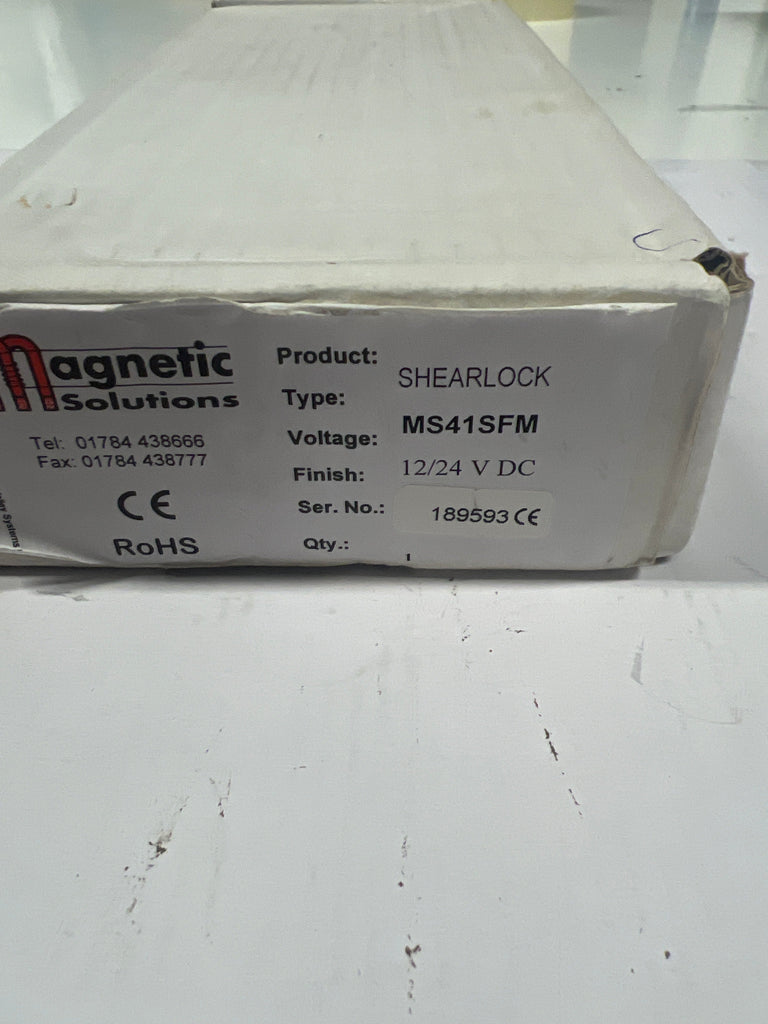 Magnetic
Solutions
Tel: 01784 438666
Fax: 01784 438777
CE
RoHS
Product:
SHEARLOCK
Type:
MS41SFM
Voltage:
12/24 V DC
Finish:
Ser. No.:
189593 CE
Qty.:
1
Systems